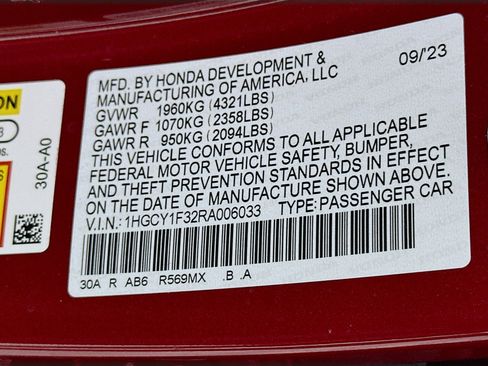 MFD. BY HONDA DEVELOPMENT & 09/23
MANUFACTURING OF AMERICA, LLC
GVWR 1960KG (4321LBS)
GAWR F 1070KG (2358LBS)
GAWR R 950KG (2094LBS)
THIS VEHICLE CONFORMS TO ALL APPLICABLE
FEDERAL MOTOR VEHICLE SAFETY, BUMPER,
AND THEFT PREVENTION STANDARDS IN EFFECT
ON THE DATE OF MANUFACTURE SHOWN ABOVE.
V.I.N.: 1HGCY1F32RA006033 TYPE: PASSENGER CAR
30A R AB6 R569MX .B .A
30A-A0